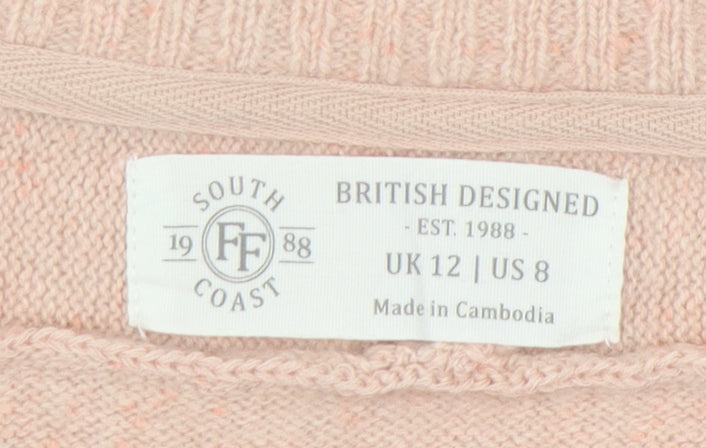 SOUTH
19 FF 88
COAST
BRITISH DESIGNED
- EST. 1988 -
UK 12 | US 8
Made in Cambodia